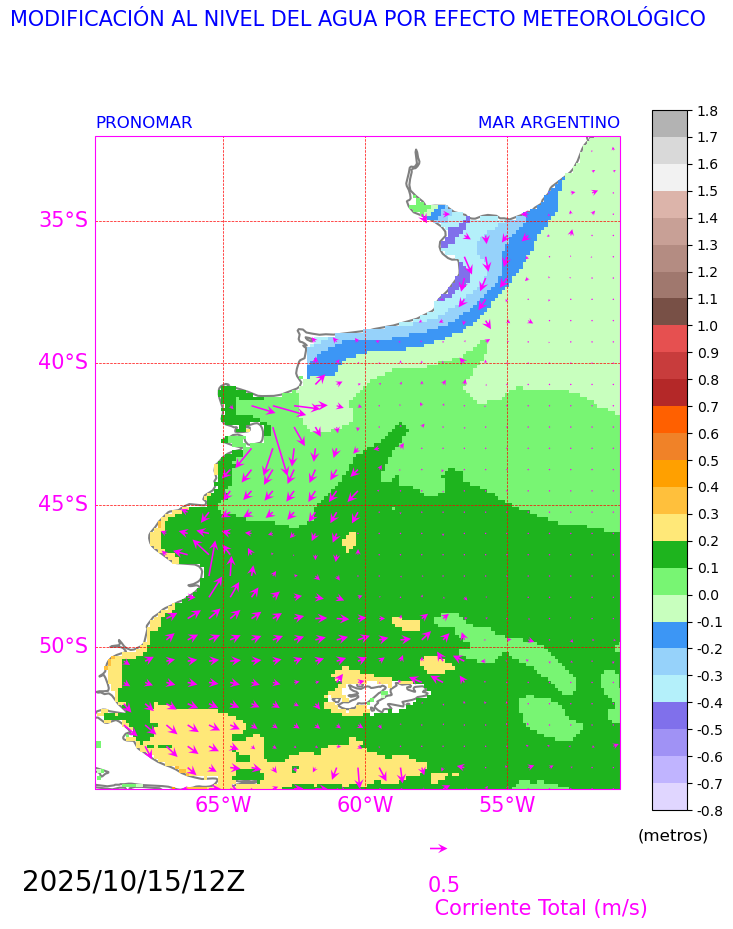 MODIFICACIÓN AL NIVEL DEL AGUA POR EFECTO METEOROLÓGICO
PRONOMAR MAR ARGENTINO
35°S
40°S
45°S
50°S
65°W 60°W 55°W
1.8
1.7
1.6
1.5
1.4
1.3
1.2
1.1
1.0
0.9
0.8
0.7
0.6
0.5
0.4
0.3
0.2
0.1
0.0
-0.1
-0.2
-0.3
-0.4
-0.5
-0.6
-0.7
-0.8
(metros)
2025/10/15/12Z
0.5
Corriente Total (m/s)